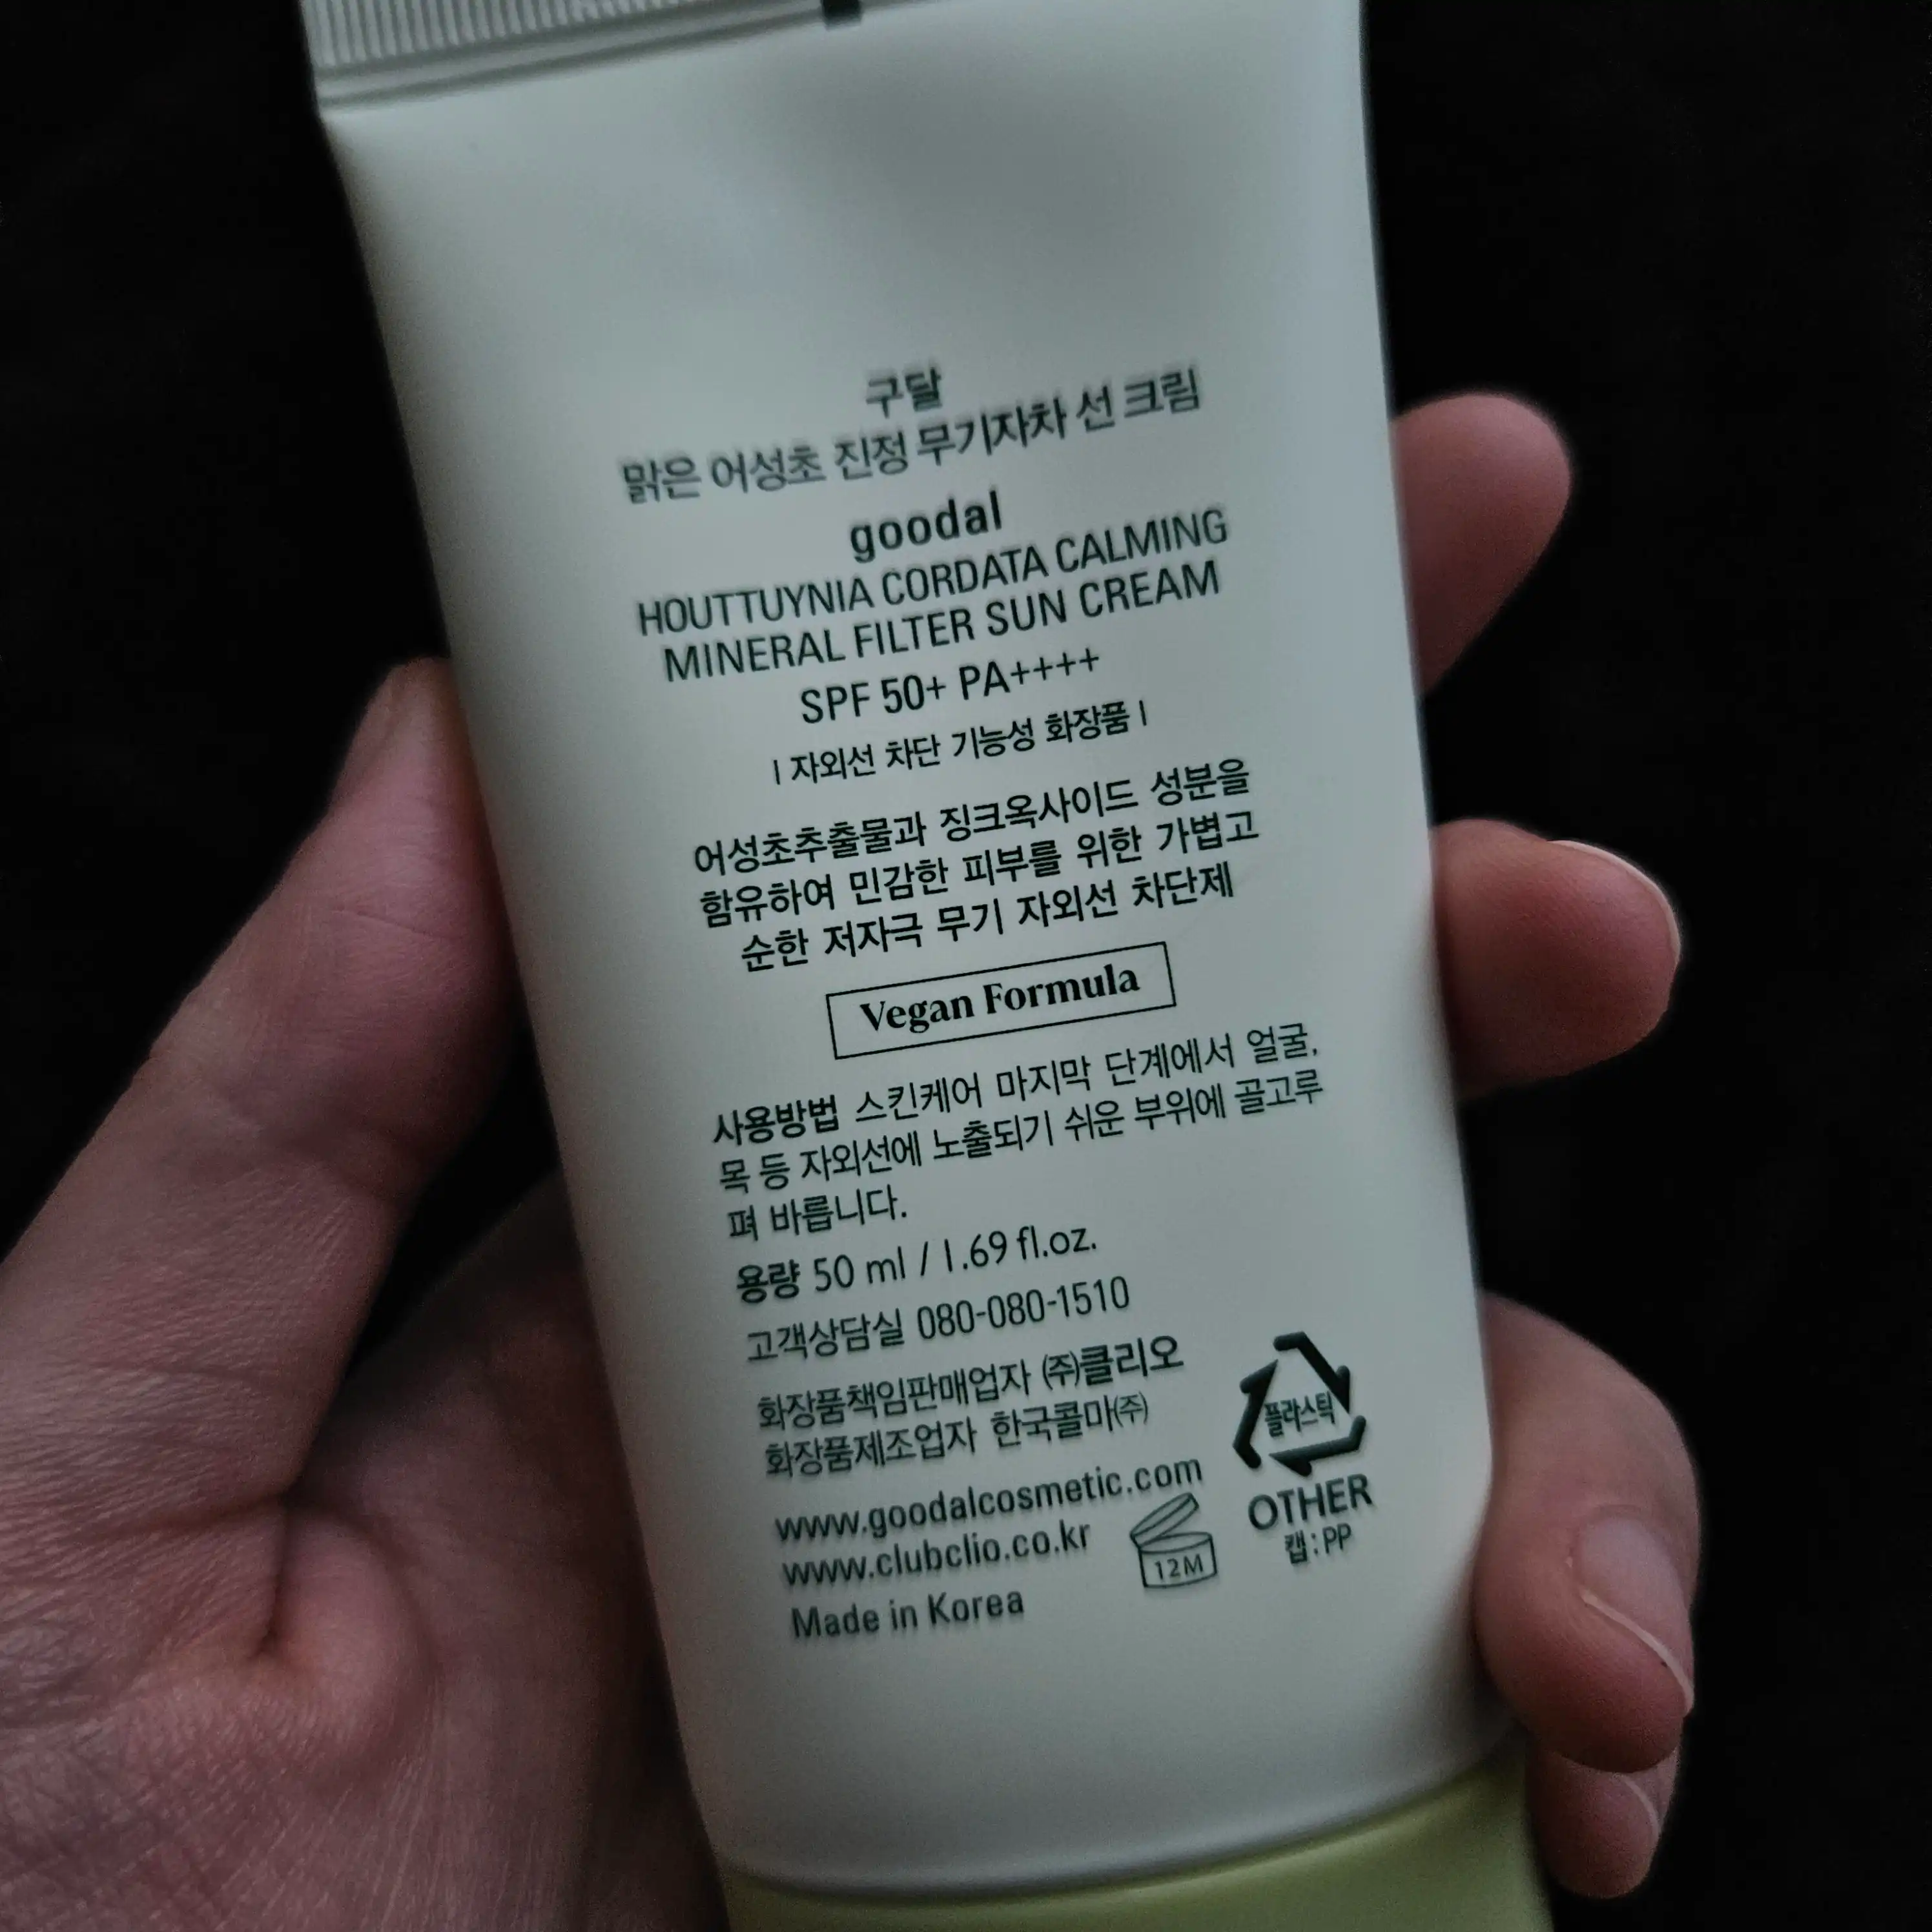 구달
맑은 어성초 진정 무기자차 선 크림
goodal
HOUTTUYNIA CORDATA CALMING
MINERAL FILTER SUN CREAM
SPF 50+ PA++++
| 자외선 차단 기능성 화장품 |
어성초추출물과 징크옥사이드 성분을
함유하여 민감한 피부를 위한 가볍고
순한 저자극 무기 자외선 차단제
Vegan Formula
사용방법 스킨케어 마지막 단계에서 얼굴,
목 등 자외선에 노출되기 쉬운 부위에 골고루
펴 바릅니다.
용량 50 ml / 1.69 fl.oz.
고객상담실 080-080-1510
화장품책임판매업자 ㈜클리오
화장품제조업자 한국콜마㈜
www.goodalcosmetic.com
www.clubclio.co.kr
Made in Korea
12M
플라스틱
OTHER
캡:PP